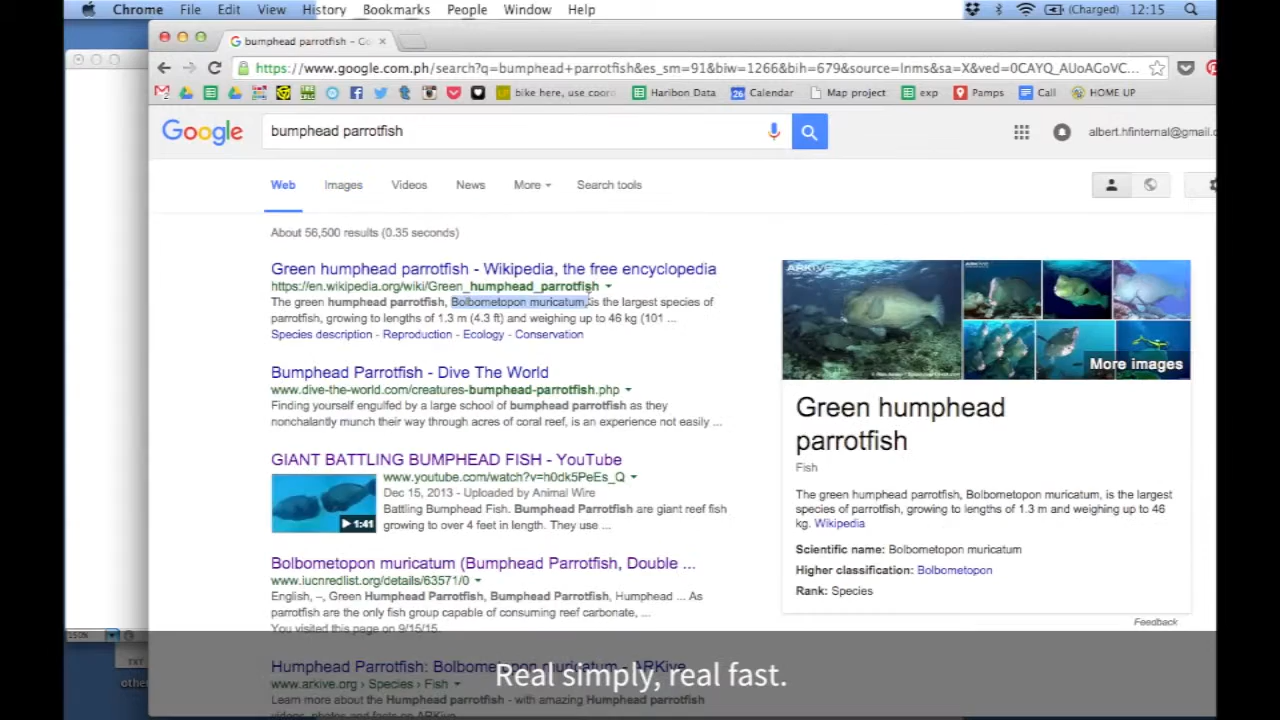 Chrome File Edit View History Bookmarks People Window Help (Charged) 12:15
bumphead parrotfish - Go
https://www.google.com.ph/search?q=bumphead+parrotfish&es_sm=91&biw=1266&bih=679&source=lnms&sa=X&ved=0CAYQ_AUoAGoVC...
bike here, use coord Haribon Data Calendar Map project exp Pamps Call HOME UP
Google bumphead parrotfish albert.hfinternal@gmail.c
Web Images Videos News More Search tools
About 56,500 results (0.35 seconds)
Green humphead parrotfish - Wikipedia, the free encyclopedia
https://en.wikipedia.org/wiki/Green_humphead_parrotfish
The green humphead parrotfish, Bolbometopon muricatum, is the largest species of
parrotfish, growing to lengths of 1.3 m (4.3 ft) and weighing up to 46 kg (101 ...
Species description - Reproduction - Ecology - Conservation
Bumphead Parrotfish - Dive The World
www.dive-the-world.com/creatures-bumphead-parrotfish.php
Finding yourself engulfed by a large school of bumphead parrotfish as they
nonchalantly munch their way through acres of coral reef, is an experience not easily ...
GIANT BATTLING BUMPHEAD FISH - YouTube
www.youtube.com/watch?v=h0dk5PeEs_Q
Dec 15, 2013 - Uploaded by Animal Wire
Battling Bumphead Fish. Bumphead Parrotfish are giant reef fish
growing to over 4 feet in length. They use ...
1:41
Bolbometopon muricatum (Bumphead Parrotfish, Double ...
www.iucnredlist.org/details/63571/0
English, –, Green Humphead Parrotfish, Bumphead Parrotfish, Humphead ... As
parrotfish are the only fish group capable of consuming reef carbonate, ...
You visited this page on 9/15/15.
Humphead Parrotfish: Bolbometopon muricatum - ARKive
www.arkive.org › Species › Fish
Learn more about the Humphead parrotfish - with amazing Humphead parrotfish
videos, photos and facts on ARKive
ARKive
More images
Green humphead
parrotfish
Fish
The green humphead parrotfish, Bolbometopon muricatum, is the largest
species of parrotfish, growing to lengths of 1.3 m and weighing up to 46
kg. Wikipedia
Scientific name: Bolbometopon muricatum
Higher classification: Bolbometopon
Rank: Species
Feedback
TXT
othe
Real simply, real fast.